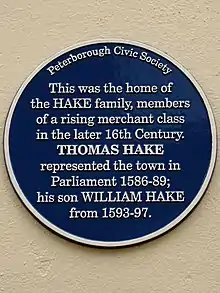 Peterborough Civic Society
This was the home of
the HAKE family, members
of a rising merchant class
in the later 16th Century.
THOMAS HAKE
represented the town in
Parliament 1586-89;
his son WILLIAM HAKE
from 1593-97.